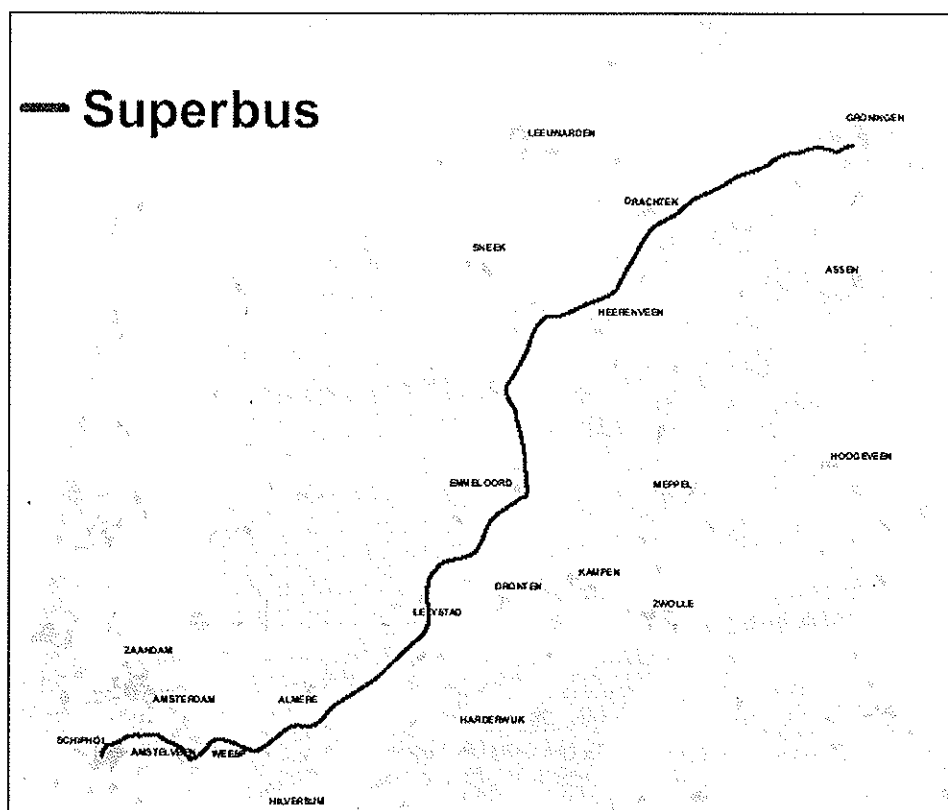 Superbus
GRONINGEN
LEEUWARDEN
DRACHTEN
SNEEK
ASSEN
HEERENVEEN
HOOGEVEEN
EMMELOORD
MEPPEL
KAMPEN
DRONTEN
ZWOLLE
LELYSTAD
ZAANDAM
AMSTERDAM
ALMERE
HARDERWIJK
SCHIPHOL
AMSTELVEEN
WEESP
HILVERSUM